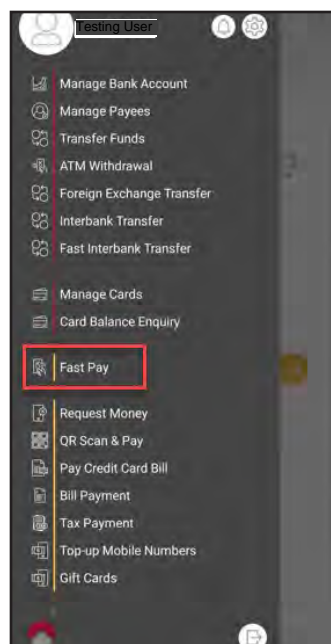 Testing User
Manage Bank Account
Manage Payees
Transfer Funds
ATM Withdrawal
Foreign Exchange Transfer
Interbank Transfer
Fast Interbank Transfer
Manage Cards
Card Balance Enquiry
Fast Pay
Request Money
QR Scan & Pay
Pay Credit Card Bill
Bill Payment
Tax Payment
Top-up Mobile Numbers
Gift Cards